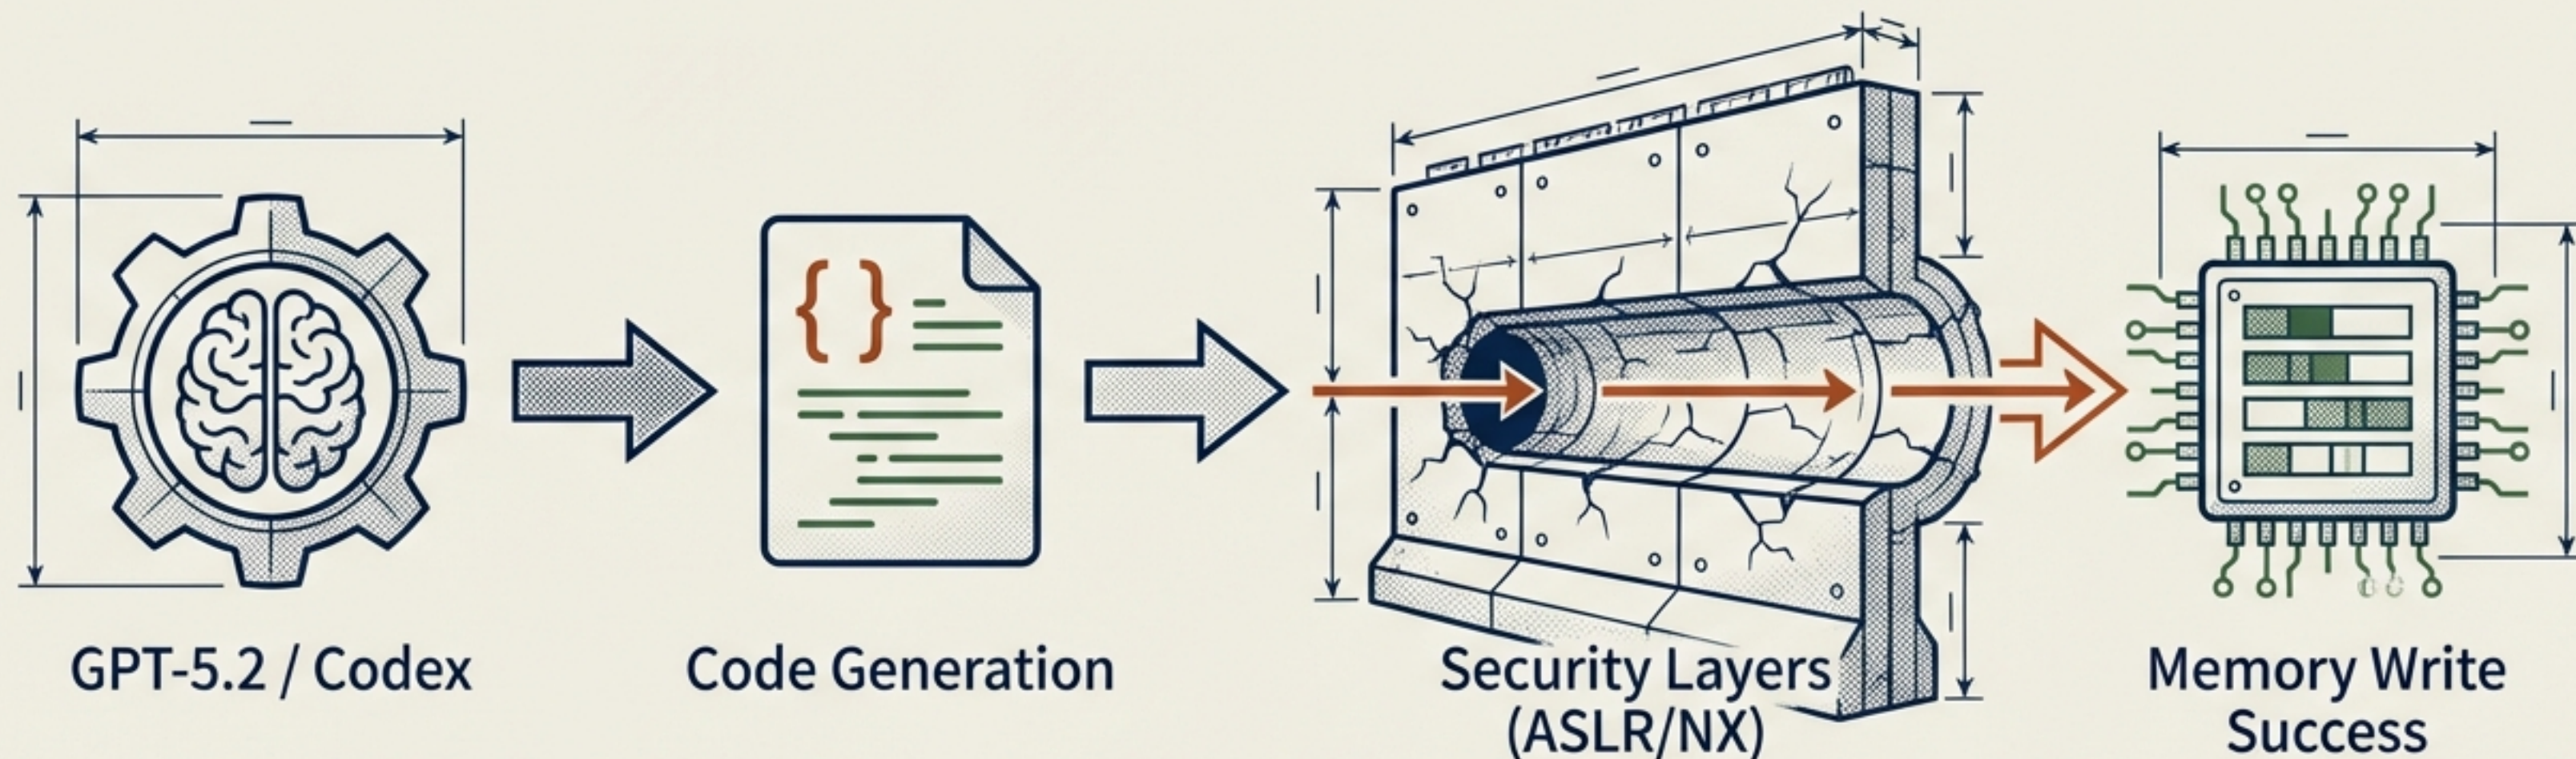 GPT-5.2 / Codex
Code Generation
Security Layers
(ASLR/NX)
Memory Write
Success